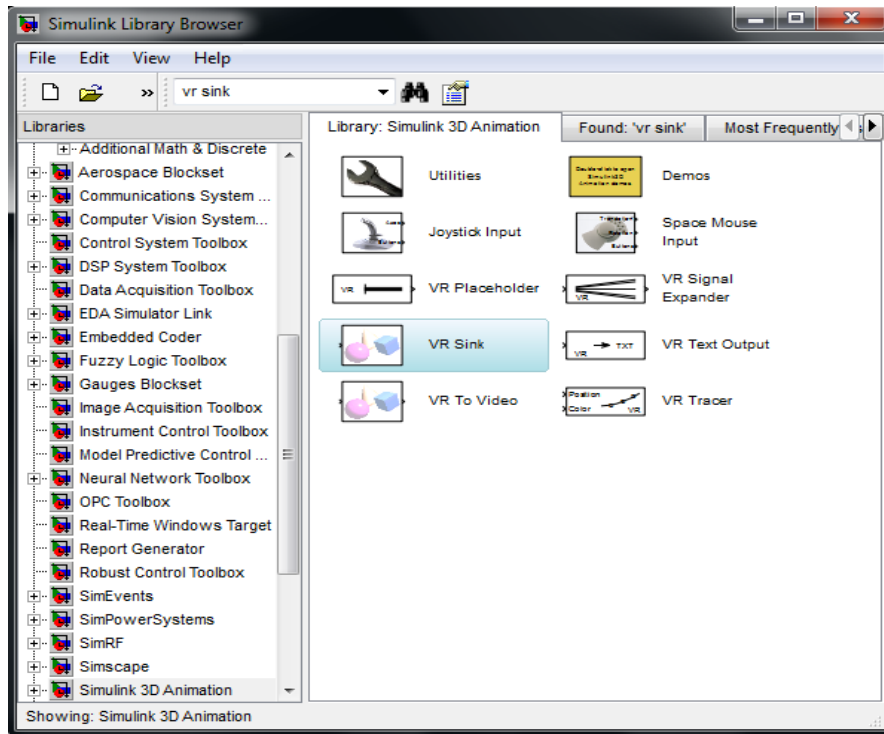 Simulink Library Browser
File Edit View Help
» vr sink
Libraries
Additional Math & Discrete
Aerospace Blockset
Communications System ...
Computer Vision System...
Control System Toolbox
DSP System Toolbox
Data Acquisition Toolbox
EDA Simulator Link
Embedded Coder
Fuzzy Logic Toolbox
Gauges Blockset
Image Acquisition Toolbox
Instrument Control Toolbox
Model Predictive Control ...
Neural Network Toolbox
OPC Toolbox
Real-Time Windows Target
Report Generator
Robust Control Toolbox
SimEvents
SimPowerSystems
SimRF
Simscape
Simulink 3D Animation
Library: Simulink 3D Animation
Found: 'vr sink'
Most Frequently
Utilities
Demos
Joystick Input
Space Mouse
Input
VR
VR Placeholder
VR
VR Signal
Expander
VR Sink
VR TXT
VR Text Output
VR To Video
Position
Color VR
VR Tracer
Showing: Simulink 3D Animation